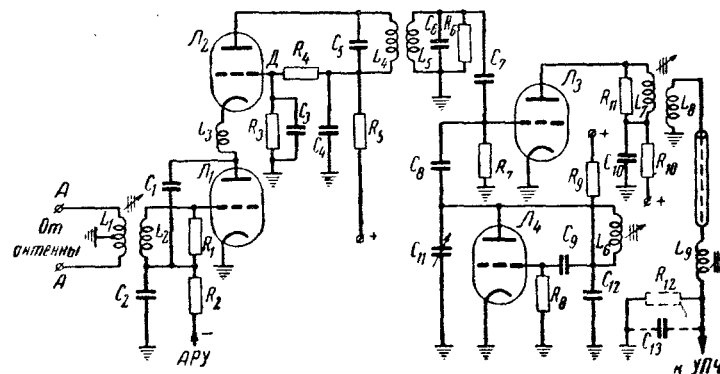 Л2
C5
L4
L5
C6
R6
C7
Д
R4
L3
R3
C3
C4
R5
Л3
R11
L7
L8
C1
Л1
C8
R7
R9
+
C10
R10
+
А
L1
L2
От
антенны
А
R1
+
Л4
C9
L6
L9
C11
R8
C12
R12
C2
R2
C13
АРУ
−
к УПЧ